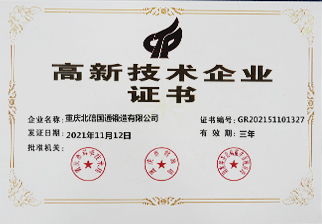 高新技术企业
证书
企业名称：重庆北信国通锻造有限公司 证书编号：GR202151101327
发证日期：2021年11月12日 有效期：三年
批准机关：